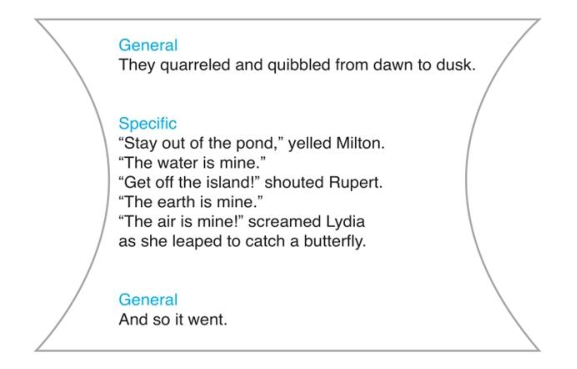 General
They quarreled and quibbled from dawn to dusk.
Specific
“Stay out of the pond,” yelled Milton.
“The water is mine.”
“Get off the island!” shouted Rupert.
“The earth is mine.”
“The air is mine!” screamed Lydia
as she leaped to catch a butterfly.
General
And so it went.